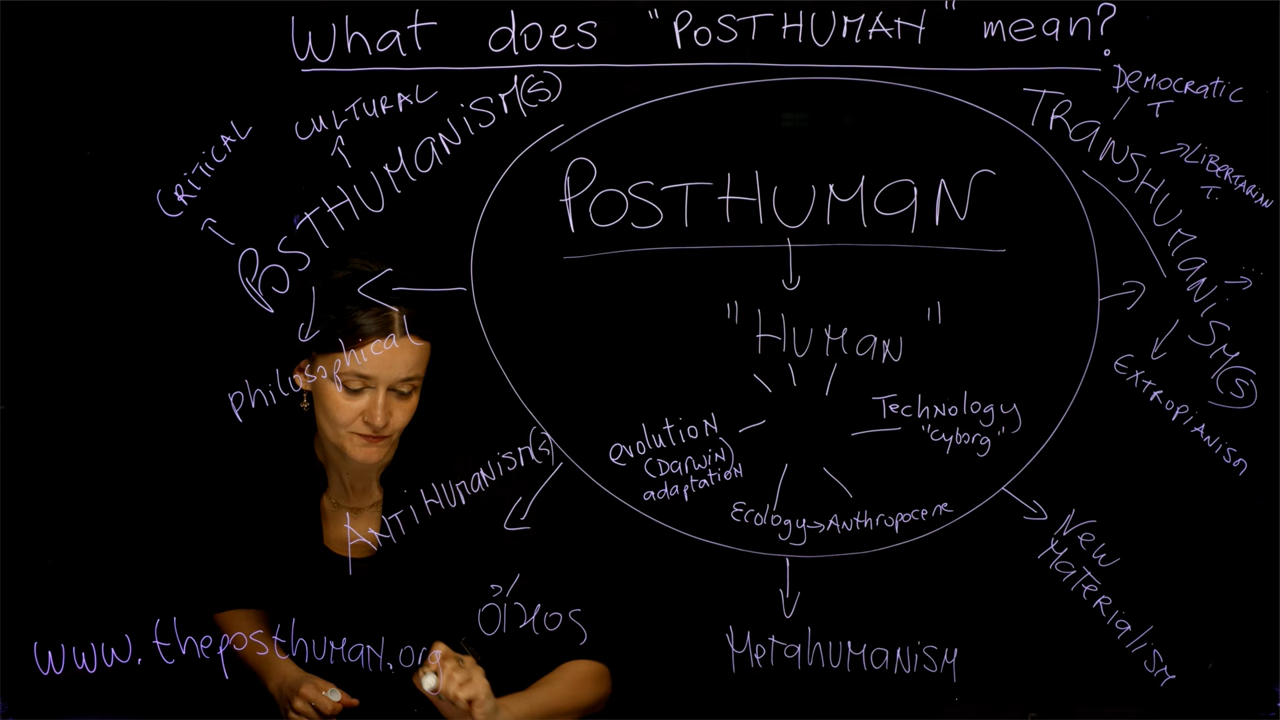 What does "POSTHUMAN" mean?
CRITICAL
CULTURAL
POSTHUMANISM(S)
philosophical
ANTIHUMANISM(S)
DEMOCRATIC
T
TRANSHUMANISM(S)
LIBERTARIAN
T.
...
EXTROPIANISM
POSTHUMAN
"HUMAN"
evolution
(DARWIN)
adaptation
Technology
"cyborg"
Ecology→Anthropocene
NEW
MATERIALISM
METAHUMANISM
οἶκος
www.theposthuman.org